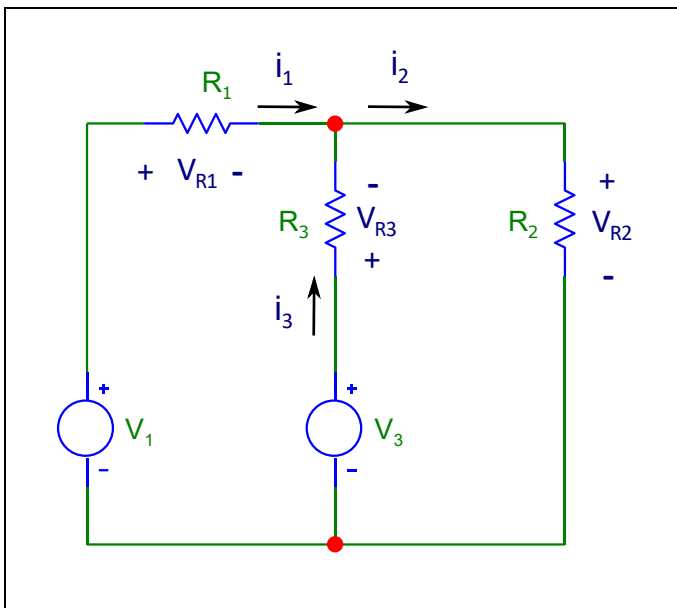 i1 i2
R1
+ VR1 -
-
R3 VR3
+
+
R2 VR2
-
i3
+
V1
-
+
V3
-